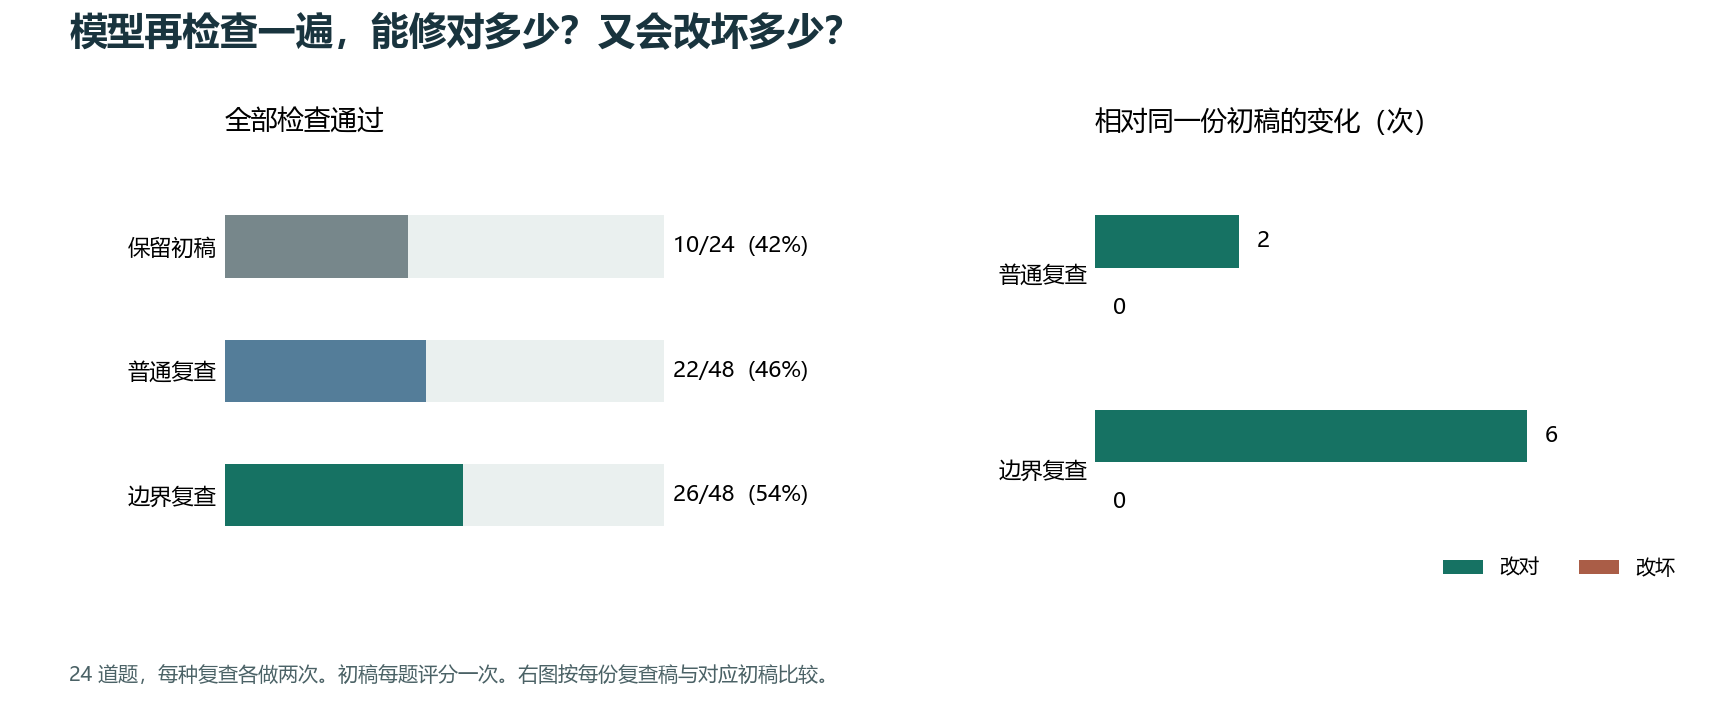 模型再检查一遍，能修对多少？又会改坏多少？
全部检查通过
保留初稿 10/24 (42%)
普通复查 22/48 (46%)
边界复查 26/48 (54%)
相对同一份初稿的变化（次）
普通复查
2
0
边界复查
6
0
改对 改坏
24 道题，每种复查各做两次。初稿每题评分一次。右图按每份复查稿与对应初稿比较。